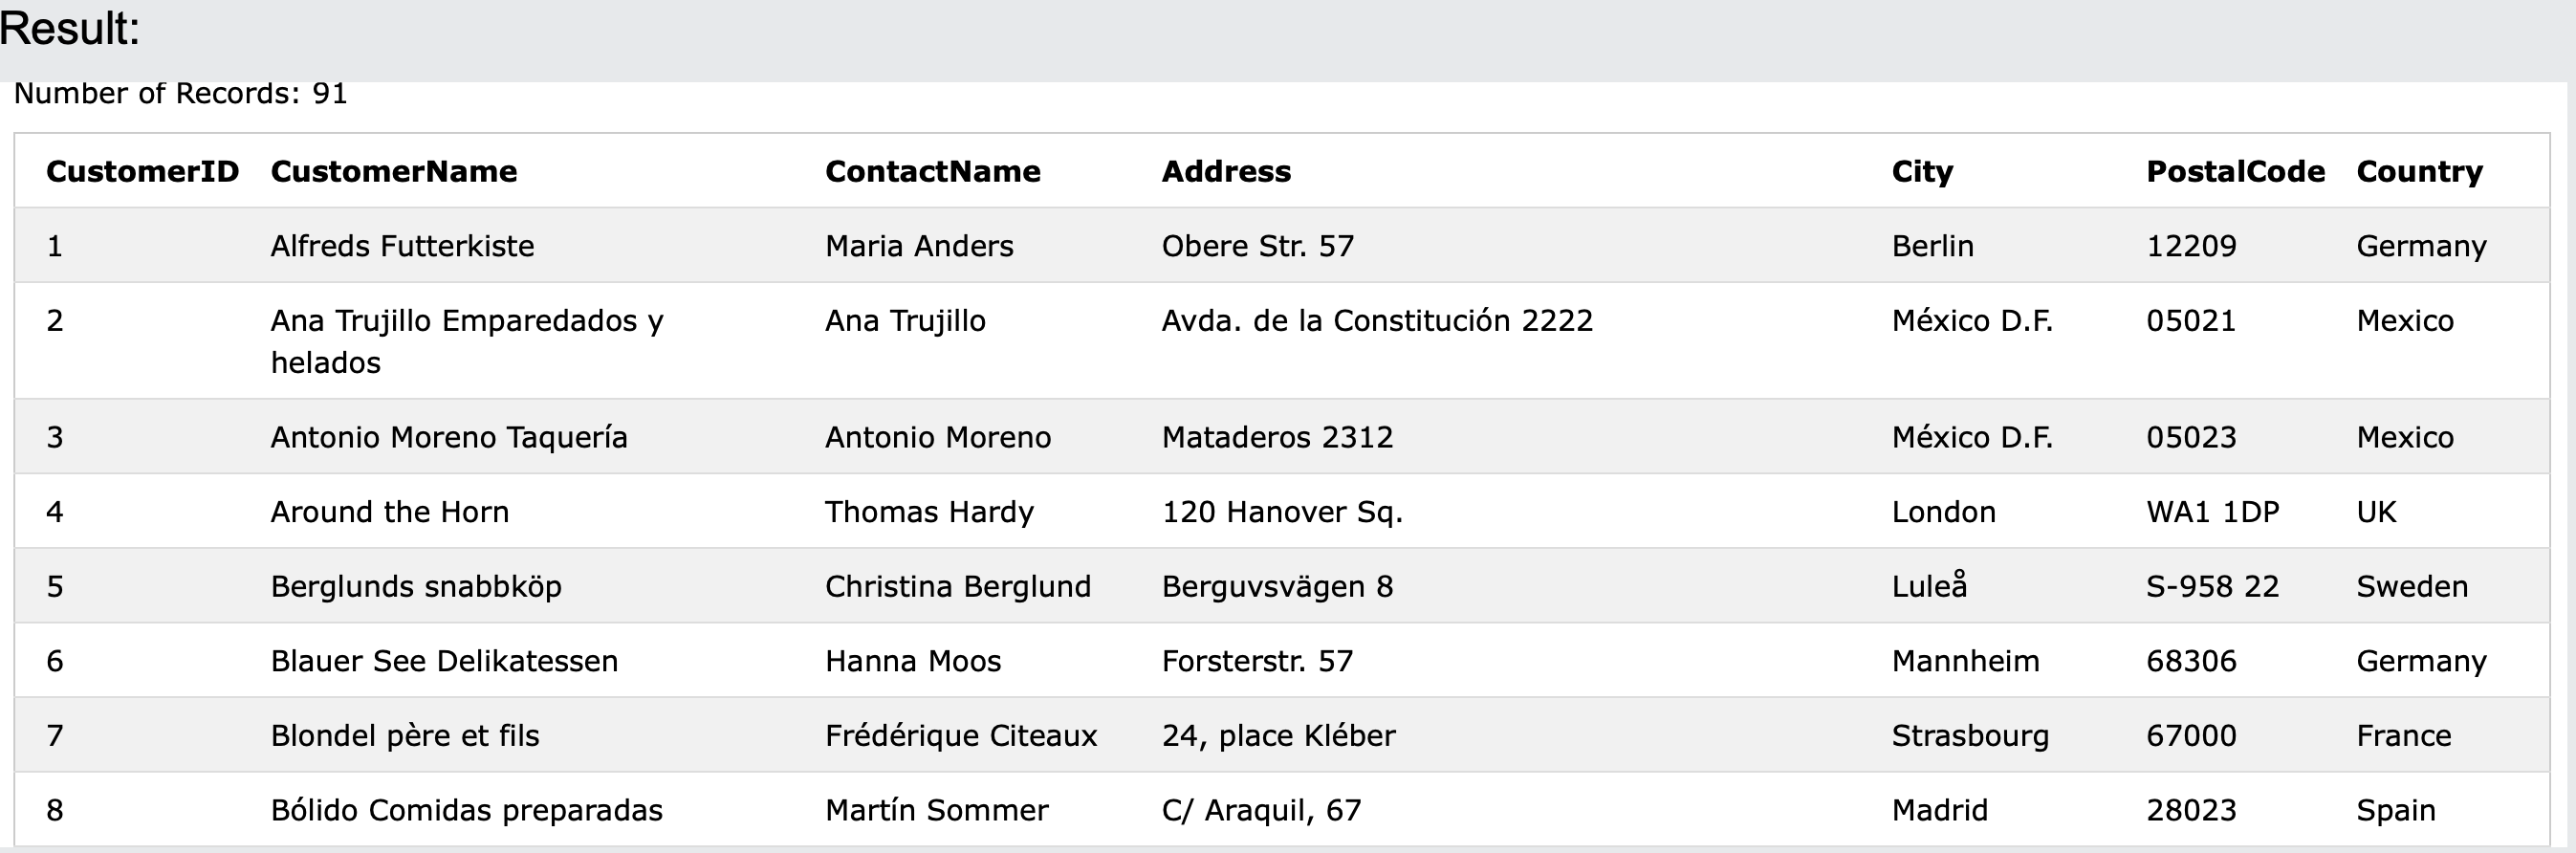 Result:
Number of Records: 91
CustomerID CustomerName ContactName Address City PostalCode Country
1 Alfreds Futterkiste Maria Anders Obere Str. 57 Berlin 12209 Germany
2 Ana Trujillo Emparedados y Ana Trujillo Avda. de la Constitución 2222 México D.F. 05021 Mexico
helados
3 Antonio Moreno Taquería Antonio Moreno Mataderos 2312 México D.F. 05023 Mexico
4 Around the Horn Thomas Hardy 120 Hanover Sq. London WA1 1DP UK
5 Berglunds snabbköp Christina Berglund Berguvsvägen 8 Luleå S-958 22 Sweden
6 Blauer See Delikatessen Hanna Moos Forsterstr. 57 Mannheim 68306 Germany
7 Blondel père et fils Frédérique Citeaux 24, place Kléber Strasbourg 67000 France
8 Bólido Comidas preparadas Martín Sommer C/ Araquil, 67 Madrid 28023 Spain